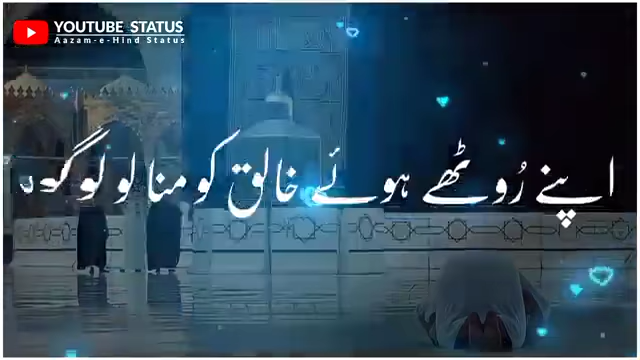 YOUTUBE STATUS
Aazam-e-Hind Status
اپنے رُوٹھے ہوئے خالق کو منا لو لوگو